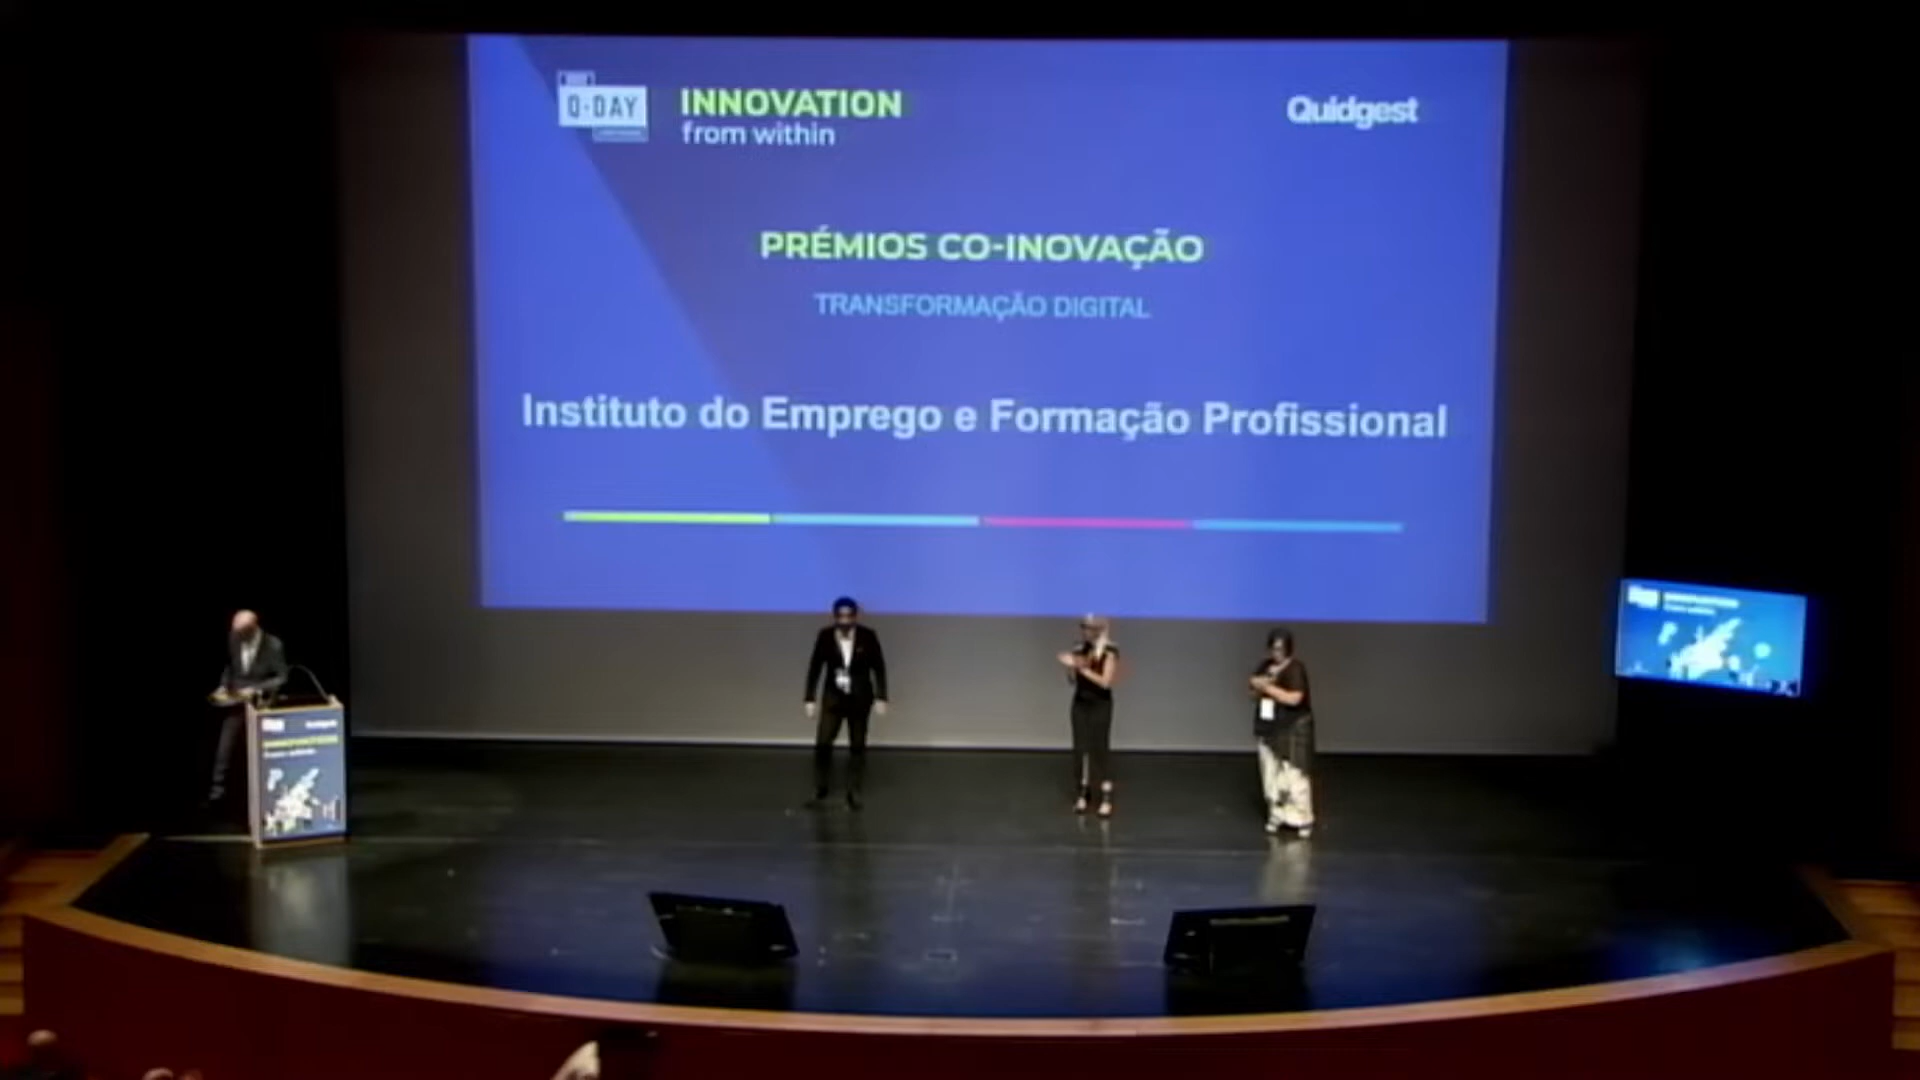 Q-DAY
INNOVATION
from within
Quidgest
PRÉMIOS CO-INOVAÇÃO
TRANSFORMAÇÃO DIGITAL
Instituto do Emprego e Formação Profissional